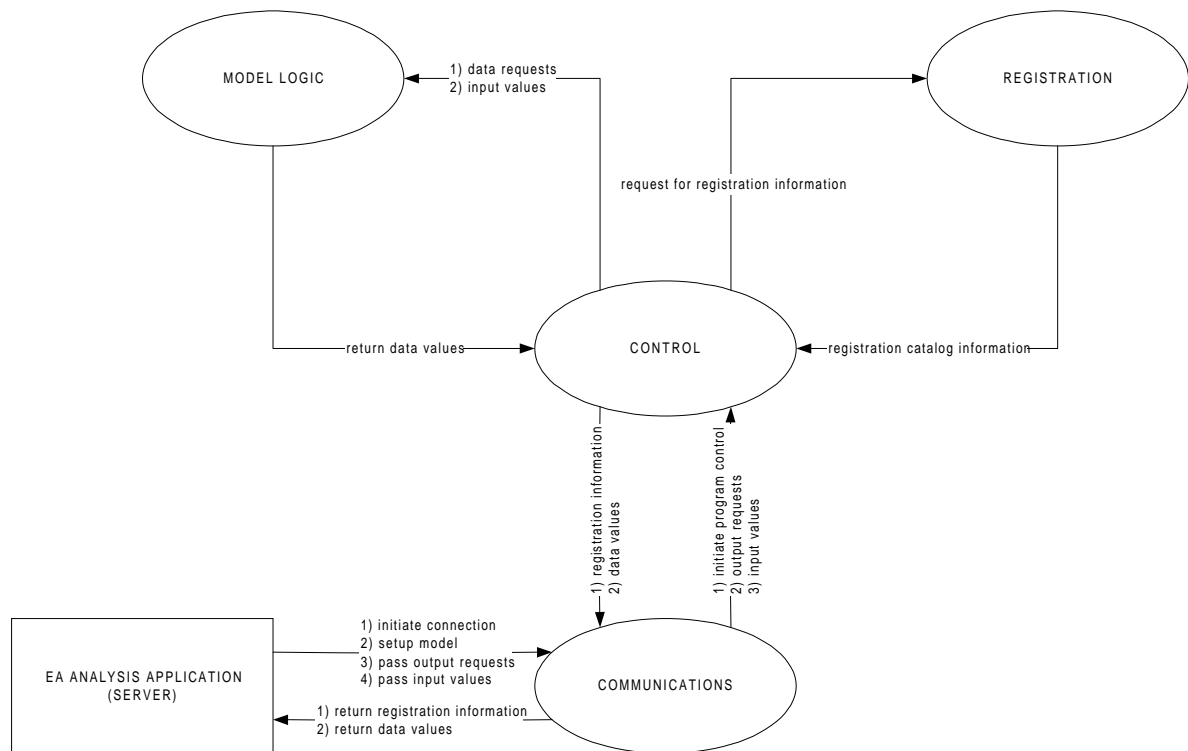 MODEL LOGIC
1) data requests
2) input values
REGISTRATION
request for registration information
return data values
CONTROL
registration catalog information
1) registration information
2) data values
1) initiate program control
2) output requests
3) input values
EA ANALYSIS APPLICATION
(SERVER)
1) initiate connection
2) setup model
3) pass output requests
4) pass input values
1) return registration information
2) return data values
COMMUNICATIONS